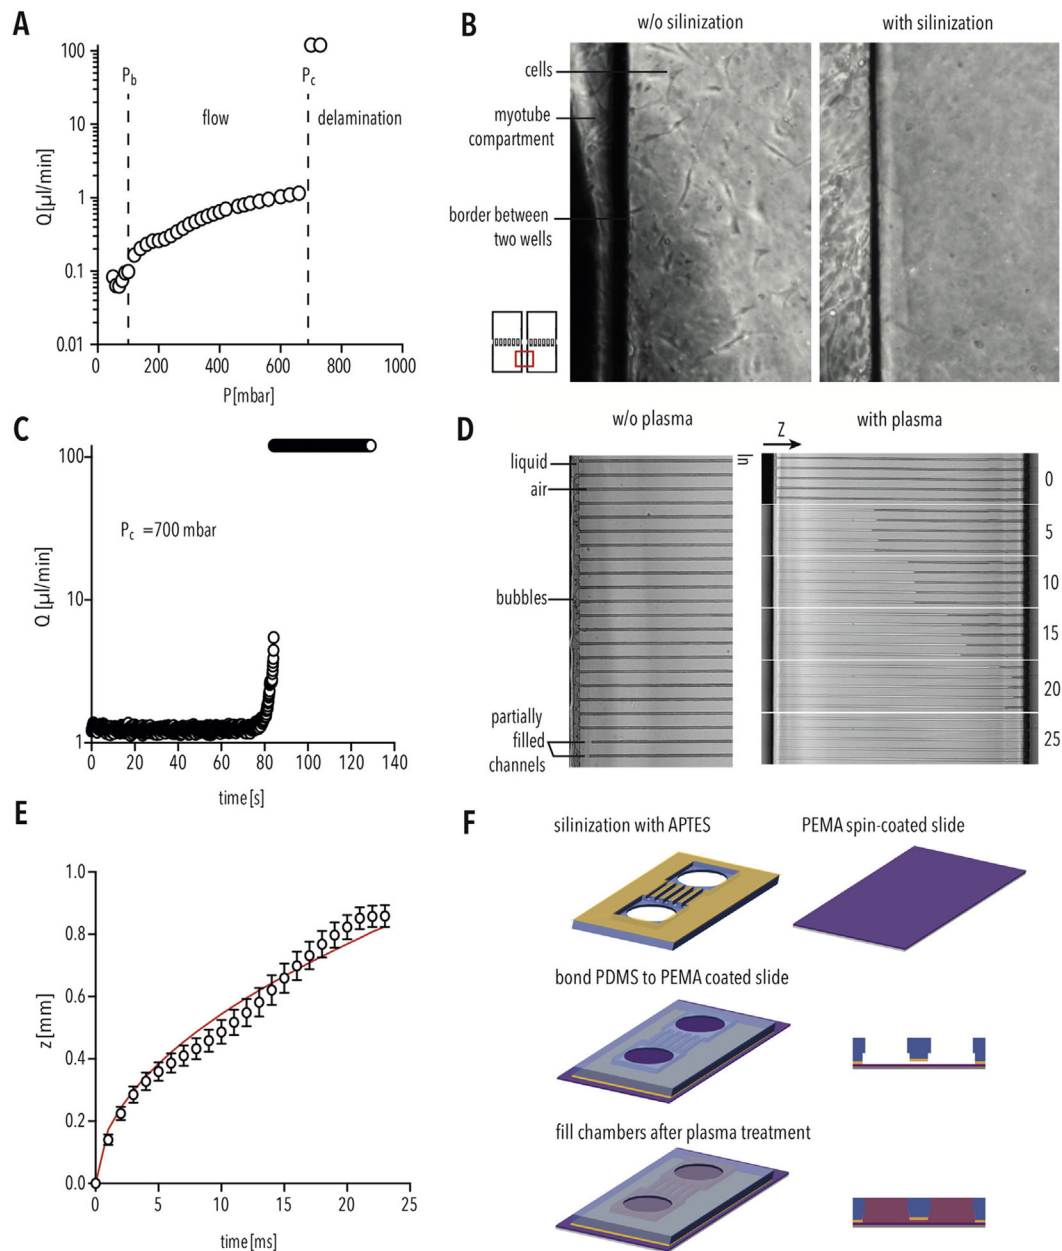 A
100
10
1
0.1
0.01
Q [µl/min]
P_b
P_c
flow
delamination
0
200
400
600
800
1000
P [mbar]
B
w/o silinization
with silinization
cells
myotube
compartment
border between
two wells
C
100
10
1
Q [µl/min]
P_c =700 mbar
0
20
40
60
80
100
120
140
time [s]
D
w/o plasma
with plasma
liquid
air
bubbles
partially
filled
channels
In
Z
0
5
10
15
20
25
E
1.0
0.8
0.6
0.4
0.2
0.0
z [mm]
0
5
10
15
20
25
time [ms]
F
silinization with APTES
PEMA spin-coated slide
bond PDMS to PEMA coated slide
fill chambers after plasma treatment